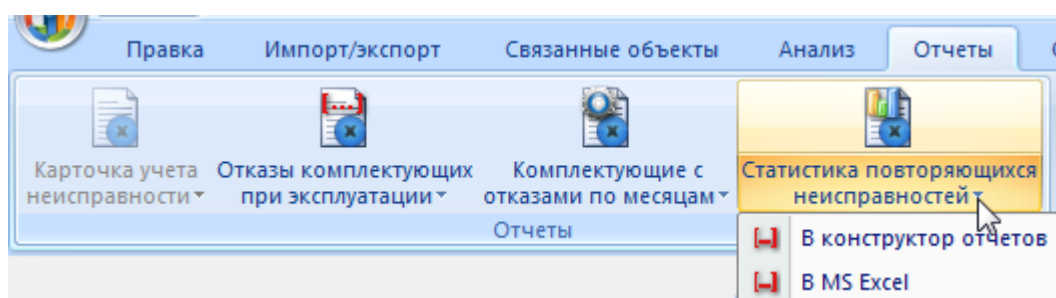 Правка Импорт/экспорт Связанные объекты Анализ Отчеты
Карточка учета неисправности
Отказы комплектующих при эксплуатации
Комплектующие с отказами по месяцам
Статистика повторяющихся неисправностей
Отчеты
В конструктор отчетов
В MS Excel